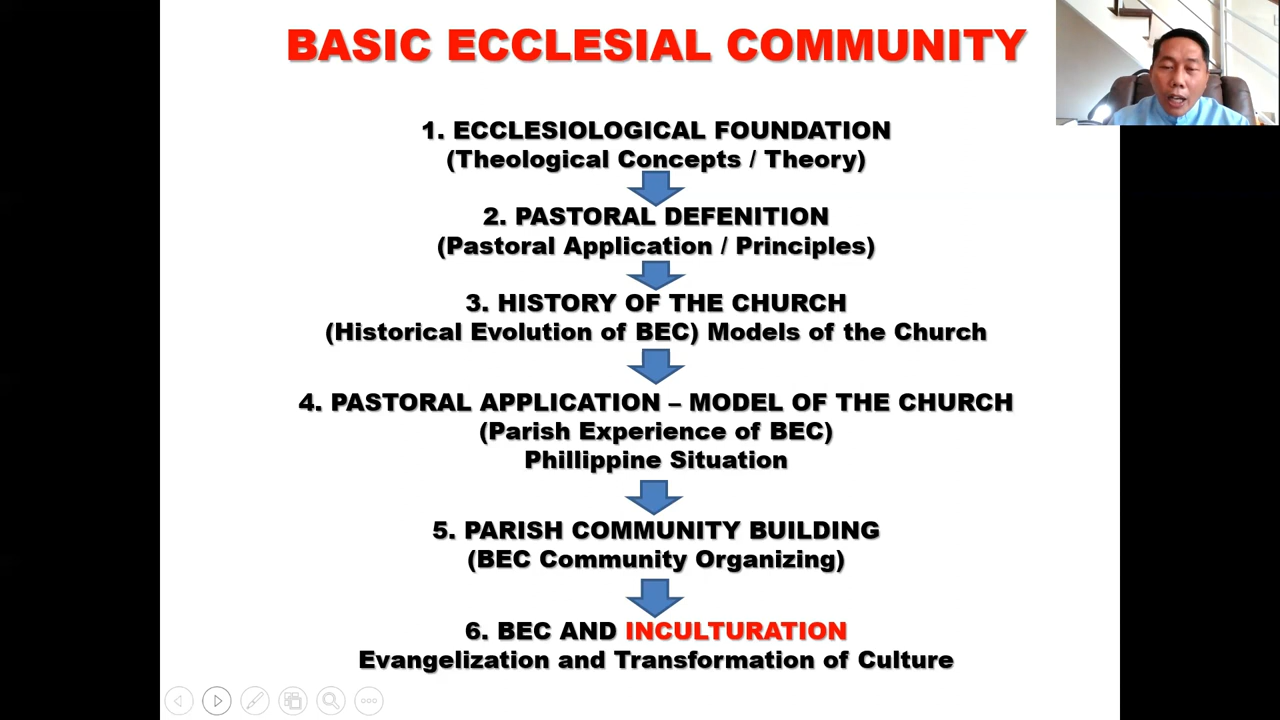 BASIC ECCLESIAL COMMUNITY
1. ECCLESIOLOGICAL FOUNDATION
(Theological Concepts / Theory)
2. PASTORAL DEFENITION
(Pastoral Application / Principles)
3. HISTORY OF THE CHURCH
(Historical Evolution of BEC) Models of the Church
4. PASTORAL APPLICATION – MODEL OF THE CHURCH
(Parish Experience of BEC)
Phillippine Situation
5. PARISH COMMUNITY BUILDING
(BEC Community Organizing)
6. BEC AND INCULTURATION
Evangelization and Transformation of Culture